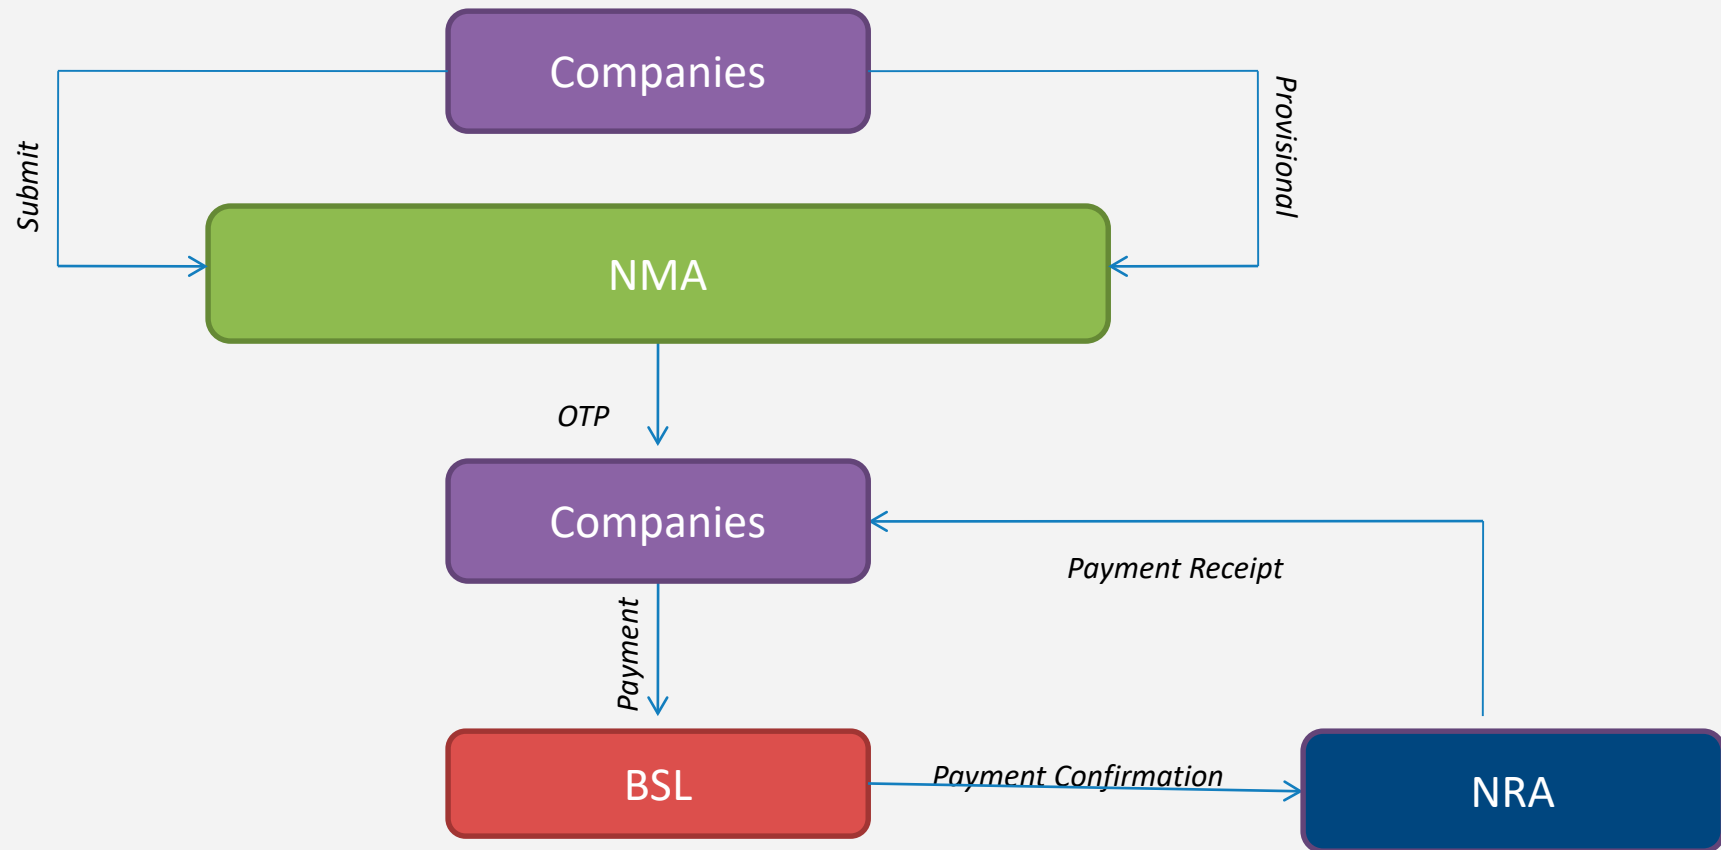 Companies
Submit
Provisional
NMA
OTP
Companies
Payment Receipt
Payment
BSL
Payment Confirmation
NRA